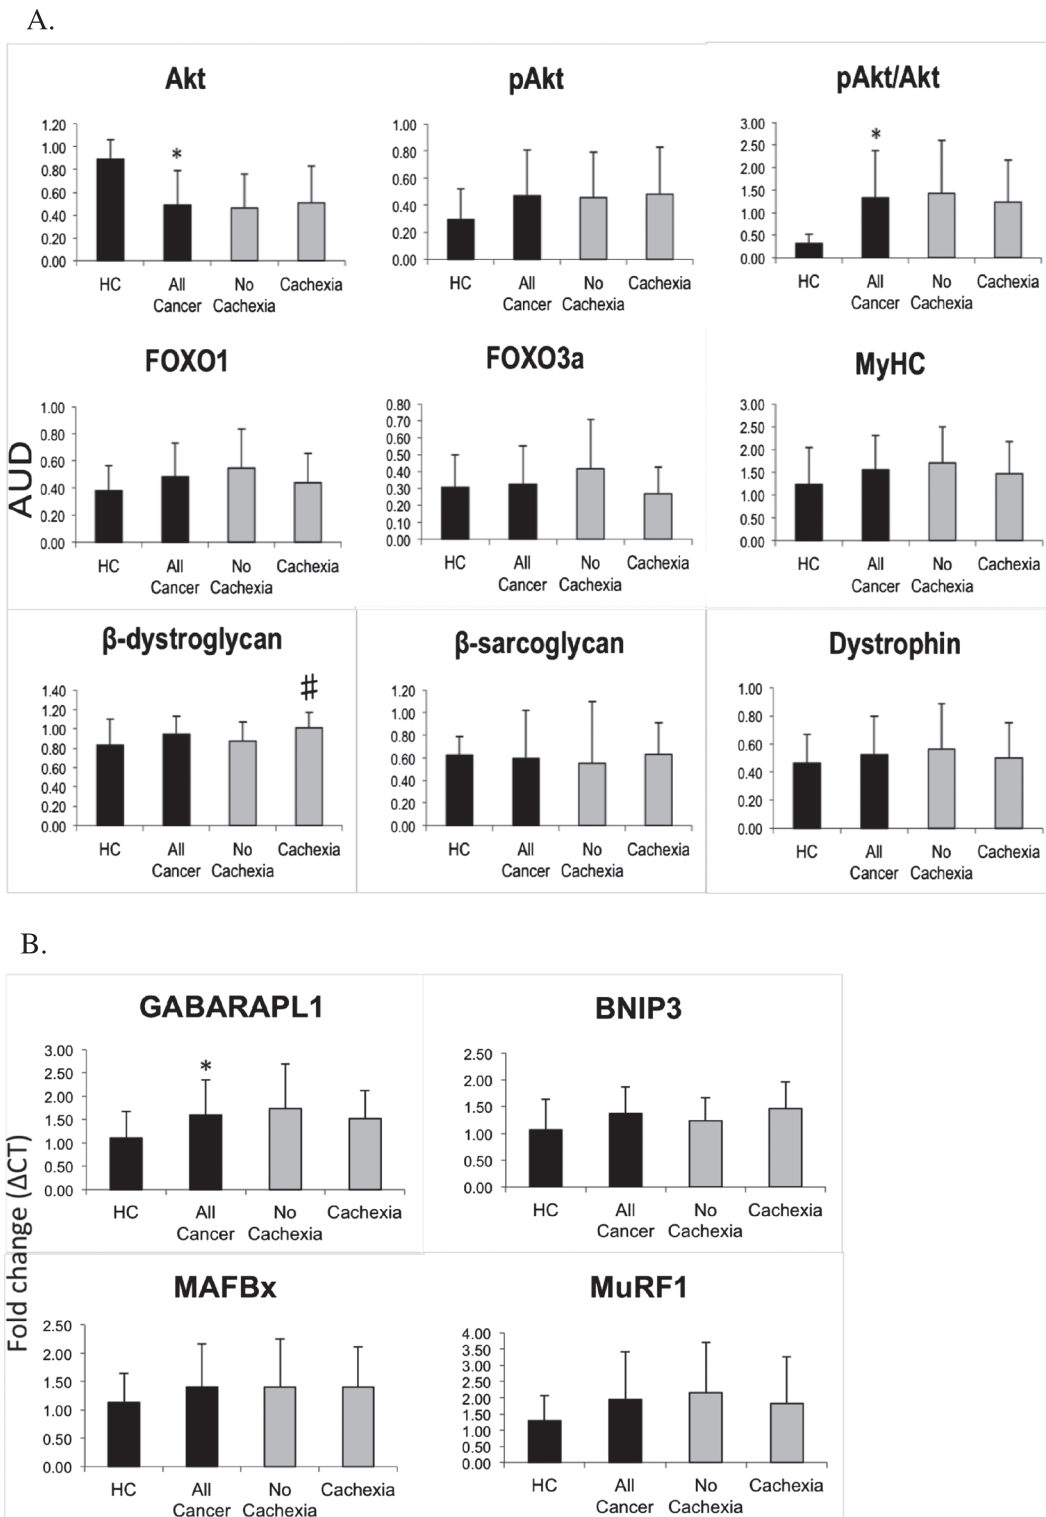 A.
Akt
1.20
1.00
0.80
0.60
0.40
0.20
0.00
*
HC All No Cachexia
Cancer Cachexia
pAkt
1.00
0.80
0.60
0.40
0.20
0.00
HC All No Cachexia
Cancer Cachexia
pAkt/Akt
3.00
2.50
2.00
1.50
1.00
0.50
0.00
*
HC All No Cachexia
Cancer Cachexia
AUD
FOXO1
1.00
0.80
0.60
0.40
0.20
0.00
HC All No Cachexia
Cancer Cachexia
FOXO3a
0.80
0.70
0.60
0.50
0.40
0.30
0.20
0.10
0.00
HC All No Cachexia
Cancer Cachexia
MyHC
3.00
2.50
2.00
1.50
1.00
0.50
0.00
HC All No Cachexia
Cancer Cachexia
β-dystroglycan
1.40
1.20
1.00
0.80
0.60
0.40
0.20
0.00
#
HC All No Cachexia
Cancer Cachexia
β-sarcoglycan
1.20
1.00
0.80
0.60
0.40
0.20
0.00
HC All No Cachexia
Cancer Cachexia
Dystrophin
1.00
0.80
0.60
0.40
0.20
0.00
HC All No Cachexia
Cancer Cachexia
B.
Fold change (ΔCT)
GABARAPL1
3.00
2.50
2.00
1.50
1.00
0.50
0.00
*
HC All No Cachexia
Cancer Cachexia
BNIP3
2.50
2.00
1.50
1.00
0.50
0.00
HC All No Cachexia
Cancer Cachexia
MAFBx
2.50
2.00
1.50
1.00
0.50
0.00
HC All No Cachexia
Cancer Cachexia
MuRF1
4.00
3.50
3.00
2.50
2.00
1.50
1.00
0.50
0.00
HC All No Cachexia
Cancer Cachexia